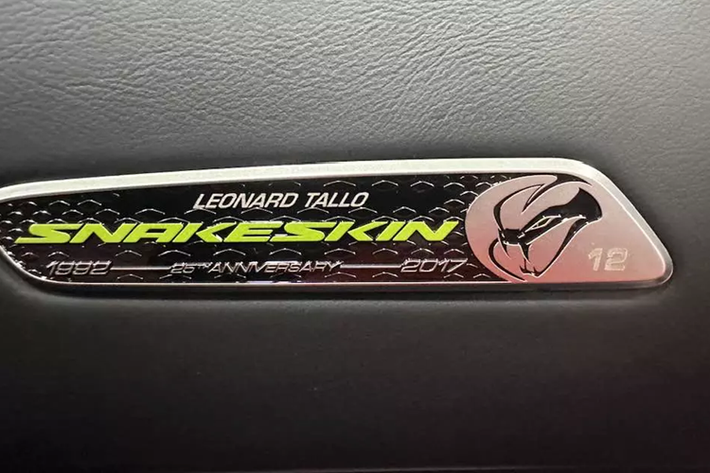 LEONARD TALLO
SNAKESKIN
1992 25TH ANNIVERSARY 2017
12